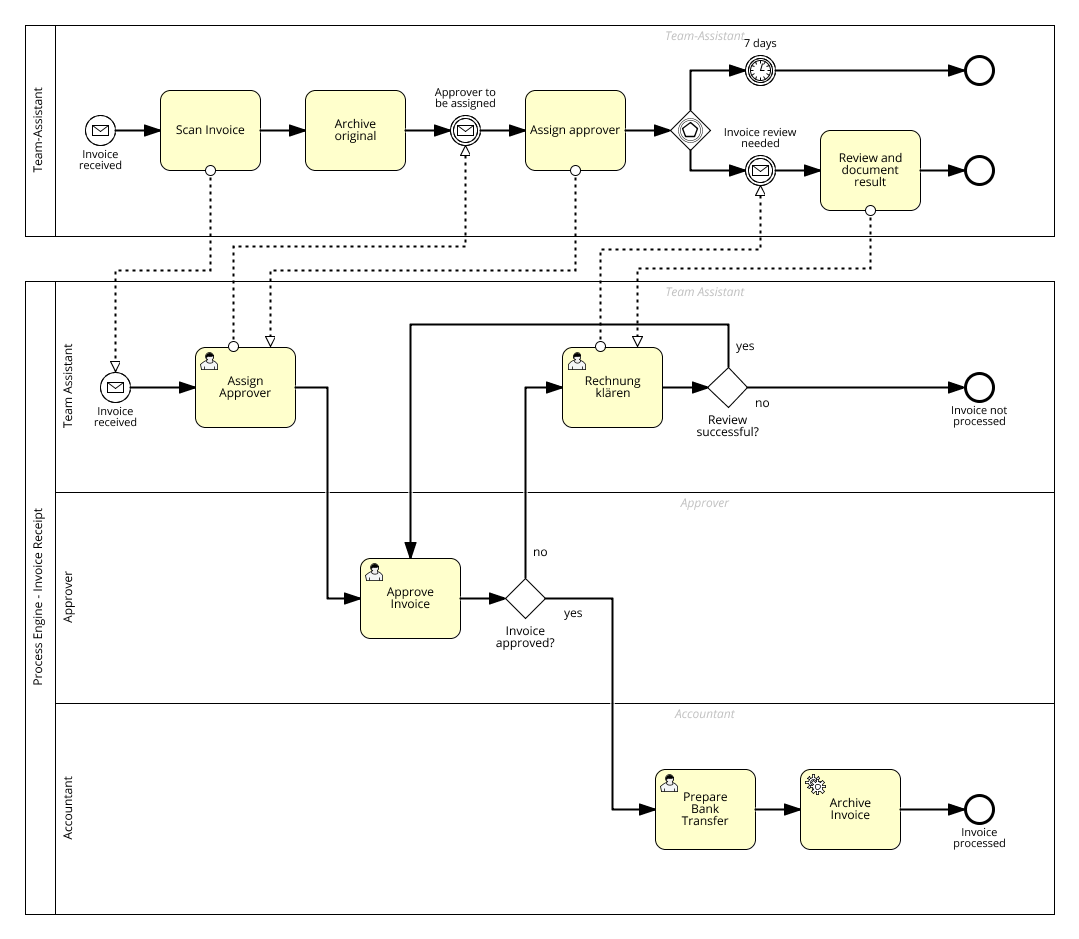 Team-Assistant
Team-Assistant
7 days
Approver to
be assigned
Scan Invoice
Archive
original
Assign approver
Invoice
received
Invoice review
needed
Review and
document
result
Process Engine - Invoice Receipt
Team Assistant
Team Assistant
yes
Assign
Approver
Rechnung
klären
no
Invoice
received
Review
successful?
Invoice not
processed
Approver
Approver
no
Approve
Invoice
yes
Invoice
approved?
Accountant
Accountant
Prepare
Bank
Transfer
Archive
Invoice
Invoice
processed